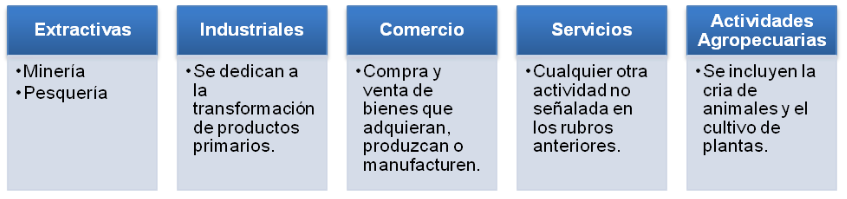 Extractivas
• Minería
• Pesquería
Industriales
• Se dedican a
la
transformación
de productos
primarios.
Comercio
• Compra y
venta de
bienes que
adquieran,
produzcan o
manufacturen.
Servicios
• Cualquier otra
actividad no
señalada en
los rubros
anteriores.
Actividades
Agropecuarias
• Se incluyen la
cria de
animales y el
cultivo de
plantas.